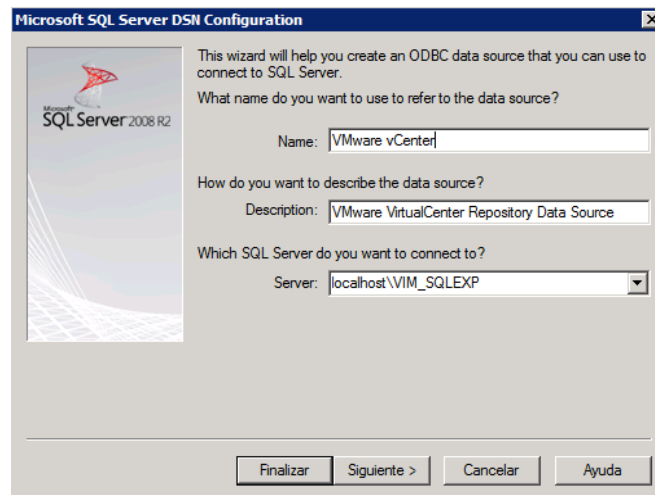 Microsoft SQL Server DSN Configuration
This wizard will help you create an ODBC data source that you can use to
connect to SQL Server.
What name do you want to use to refer to the data source?
Microsoft
SQL Server 2008 R2
Name: VMware vCenter
How do you want to describe the data source?
Description: VMware VirtualCenter Repository Data Source
Which SQL Server do you want to connect to?
Server: localhost\VIM_SQLEXP
Finalizar Siguiente > Cancelar Ayuda